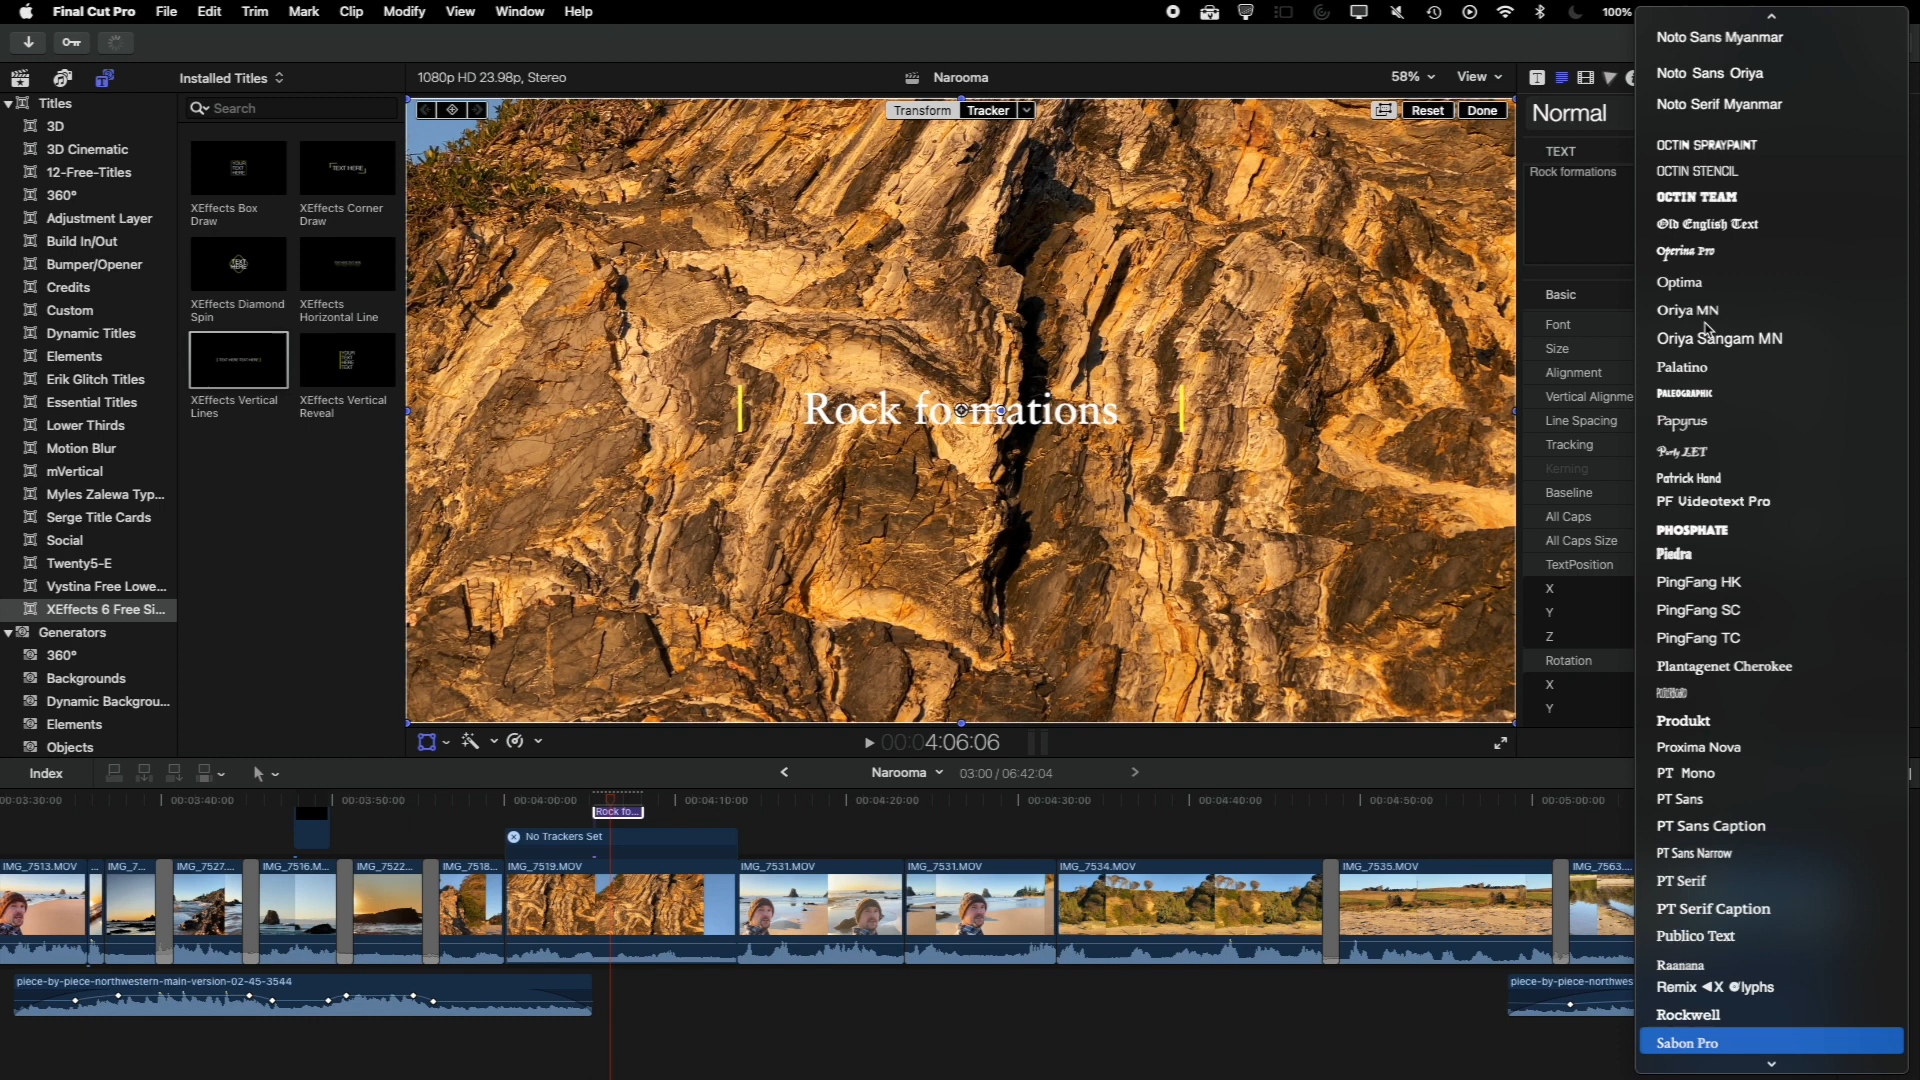 Final Cut Pro File Edit Trim Mark Clip Modify View Window Help
100%
Installed Titles
1080p HD 23.98p, Stereo
Narooma
58%
View
Titles
3D
3D Cinematic
12-Free-Titles
360°
Adjustment Layer
Build In/Out
Bumper/Opener
Credits
Custom
Dynamic Titles
Elements
Erik Glitch Titles
Essential Titles
Lower Thirds
Motion Blur
mVertical
Myles Zalewa Typ...
Serge Title Cards
Social
Twenty5-E
Vystina Free Lowe...
XEffects 6 Free Si...
Generators
360°
Backgrounds
Dynamic Backgrou...
Elements
Objects
Search
YOUR TEXT HERE
TEXT HERE
XEffects Box Draw
XEffects Corner Draw
TEXT HERE
XEffects Diamond Spin
XEffects Horizontal Line
XEffects Vertical Lines
XEffects Vertical Reveal
Transform
Tracker
Reset
Done
Rock formations
00:04:06:06
Normal
TEXT
Rock formations
Basic
Font
Size
Alignment
Vertical Alignme
Line Spacing
Tracking
Kerning
Baseline
All Caps
All Caps Size
TextPosition
X
Y
Z
Rotation
X
Y
Noto Sans Myanmar
Noto Sans Oriya
Noto Serif Myanmar
OCTIN SPRAYPAINT
OCTIN STENCIL
OCTIN TEAM
Old English Text
Operina Pro
Optima
Oriya MN
Oriya Sangam MN
Palatino
PALEOGRAPHIC
Papyrus
Party LET
Patrick Hand
PF Videotext Pro
PHOSPHATE
Piedra
PingFang HK
PingFang SC
PingFang TC
Plantagenet Cherokee
Produkt
Proxima Nova
PT Mono
PT Sans
PT Sans Caption
PT Sans Narrow
PT Serif
PT Serif Caption
Publico Text
Raanana
Rockwell
Sabon Pro
Index
Narooma
03:00 / 06:42:04
00:03:30:00
00:03:40:00
00:03:50:00
00:04:00:00
00:04:10:00
00:04:20:00
00:04:30:00
00:04:40:00
00:04:50:00
00:05:00:00
Rock fo...
No Trackers Set
IMG_7513.MOV
...
IMG_7...
IMG_7527....
IMG_7516.M...
IMG_7522...
IMG_7518...
IMG_7519.MOV
IMG_7531.MOV
IMG_7531.MOV
IMG_7534.MOV
IMG_7535.MOV
IMG_7563....
piece-by-piece-northwestern-main-version-02-45-3544
piece-by-piece-northwes